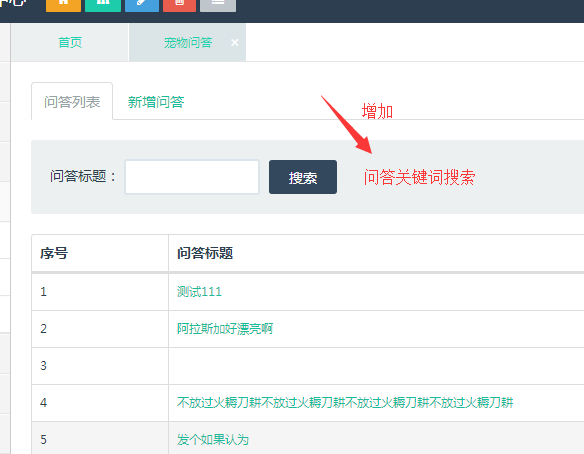 首页 宠物问答 ×
问答列表 新增问答
增加
问答标题： 搜索 问答关键词搜索
序号 问答标题
1 测试111
2 阿拉斯加好漂亮啊
3
4 不放过火耨刀耕不放过火耨刀耕不放过火耨刀耕不放过火耨刀耕
5 发个如果认为